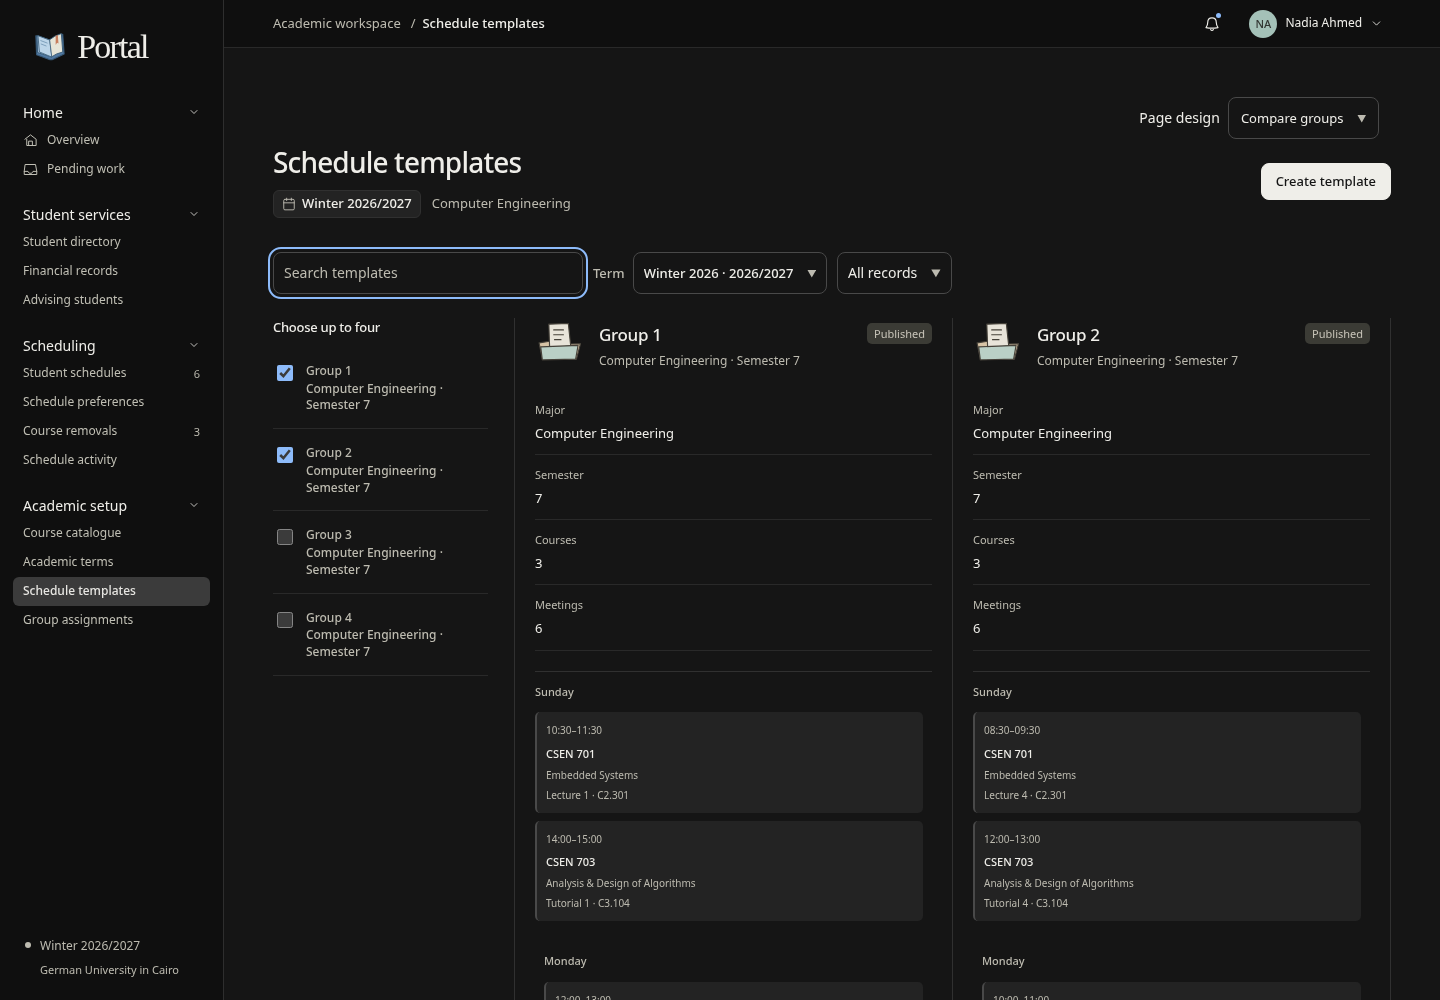 Portal
Home
Overview
Pending work
Student services
Student directory
Financial records
Advising students
Scheduling
Student schedules 6
Schedule preferences
Course removals 3
Schedule activity
Academic setup
Course catalogue
Academic terms
Schedule templates
Group assignments
Winter 2026/2027
German University in Cairo
Academic workspace / Schedule templates
NA Nadia Ahmed
Page design Compare groups
Schedule templates
Create template
Winter 2026/2027 Computer Engineering
Search templates Term Winter 2026 · 2026/2027 All records
Choose up to four
Group 1
Computer Engineering ·
Semester 7
Group 2
Computer Engineering ·
Semester 7
Group 3
Computer Engineering ·
Semester 7
Group 4
Computer Engineering ·
Semester 7
Group 1 Published
Computer Engineering · Semester 7
Major
Computer Engineering
Semester
7
Courses
3
Meetings
6
Sunday
10:30–11:30
CSEN 701
Embedded Systems
Lecture 1 · C2.301
14:00–15:00
CSEN 703
Analysis & Design of Algorithms
Tutorial 1 · C3.104
Monday
12:00–13:00
Group 2 Published
Computer Engineering · Semester 7
Major
Computer Engineering
Semester
7
Courses
3
Meetings
6
Sunday
08:30–09:30
CSEN 701
Embedded Systems
Lecture 4 · C2.301
12:00–13:00
CSEN 703
Analysis & Design of Algorithms
Tutorial 4 · C3.104
Monday
10:00–11:00